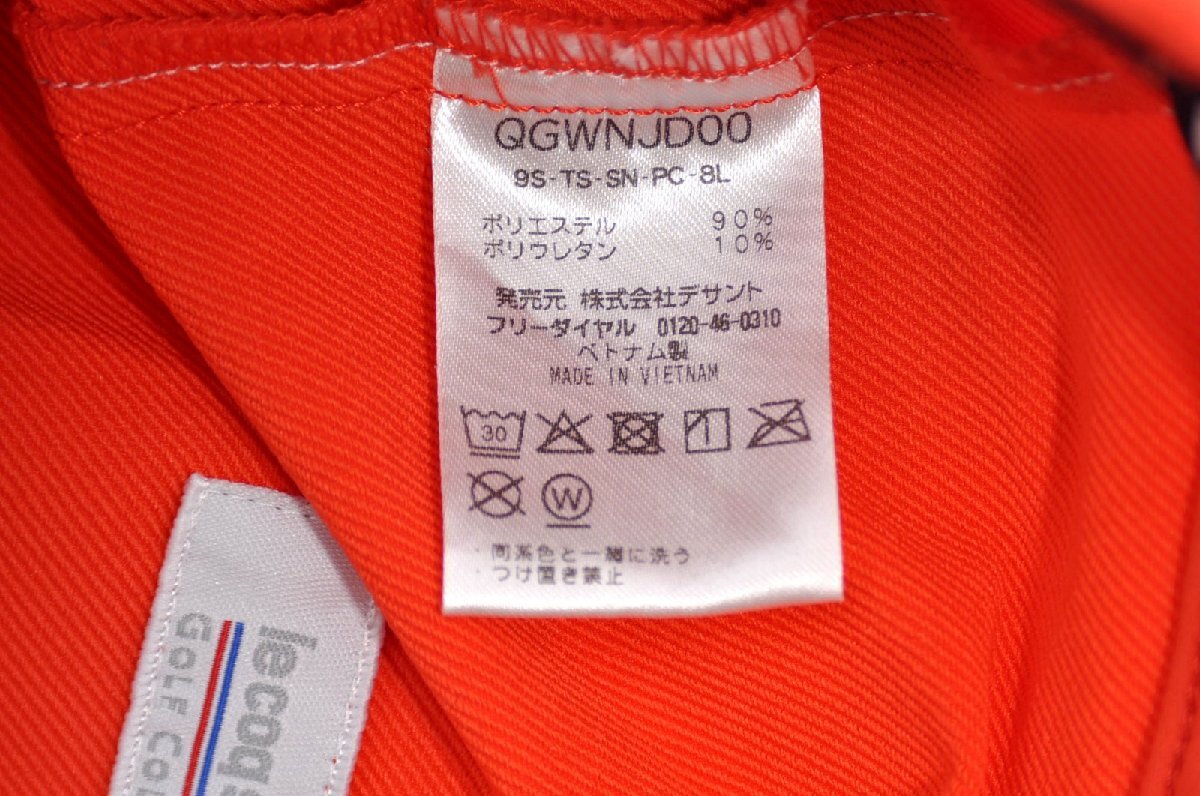 QGWNJD00
9S-TS-SN-PC-8L
ポリエステル 90%
ポリウレタン 10%
発売元 株式会社デサント
フリーダイヤル 0120-46-0310
ベトナム製
MADE IN VIETNAM
30
W
・同系色と一緒に洗う
・つけ置き禁止
lecoqs
GOLF CO